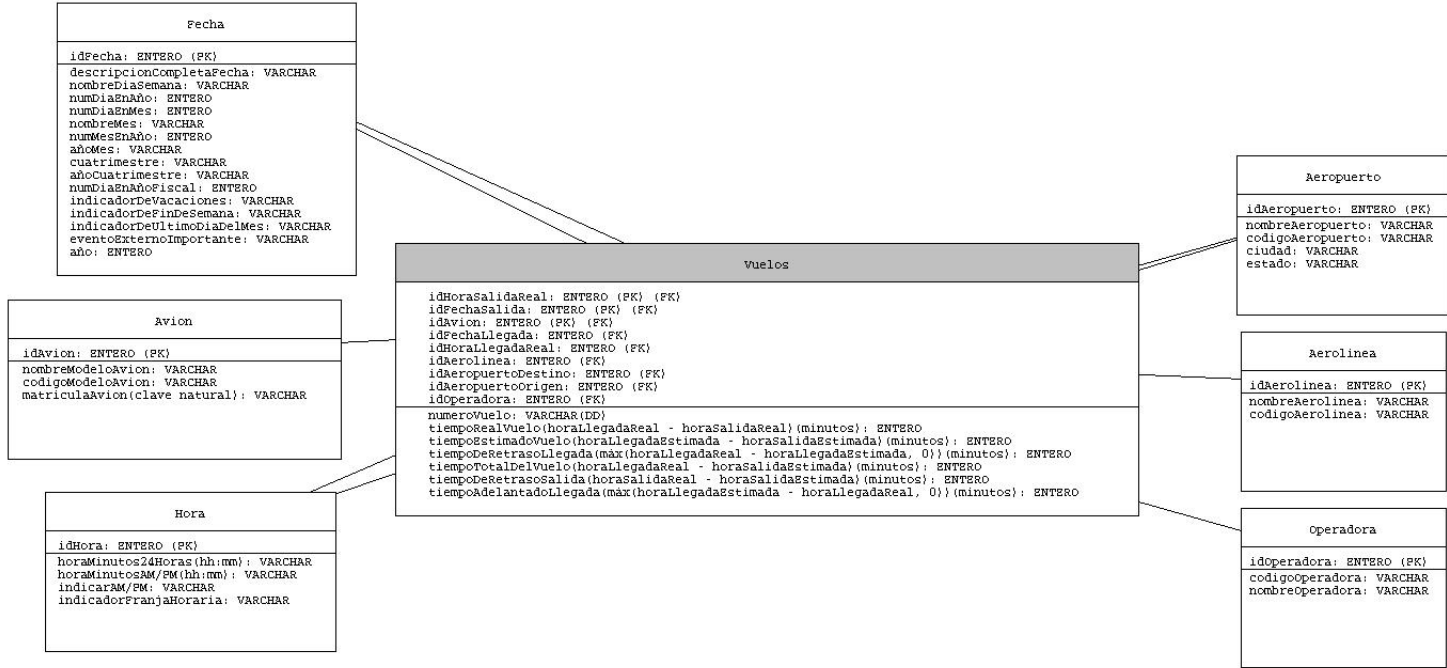 Fecha
idFecha: ENTERO (PK)
descripcionCompletaFecha: VARCHAR
nombreDiaSemana: VARCHAR
numDiaEnAño: ENTERO
numDiaEnMes: ENTERO
nombreMes: VARCHAR
numMesEnAño: ENTERO
añoMes: VARCHAR
cuatrimestre: VARCHAR
añoCuatrimestre: VARCHAR
numDiaEnAñoFiscal: ENTERO
indicadorDeVacaciones: VARCHAR
indicadorDeFinDeSemana: VARCHAR
indicadorDeUltimoDiaDelMes: VARCHAR
eventoExternoImportante: VARCHAR
año: ENTERO
Avion
idAvion: ENTERO (PK)
nombreModeloAvion: VARCHAR
codigoModeloAvion: VARCHAR
matriculaAvion(clave natural): VARCHAR
Hora
idHora: ENTERO (PK)
horaMinutos24Horas(hh:mm): VARCHAR
horaMinutosAM/PM(hh:mm): VARCHAR
indicarAM/PM: VARCHAR
indicadorFranjaHoraria: VARCHAR
Vuelos
idHoraSalidaReal: ENTERO (PK) (FK)
idFechaSalida: ENTERO (PK) (FK)
idAvion: ENTERO (PK) (FK)
idFechaLlegada: ENTERO (FK)
idHoraLlegadaReal: ENTERO (FK)
idAerolinea: ENTERO (FK)
idAeropuertoDestino: ENTERO (FK)
idAeropuertoOrigen: ENTERO (FK)
idOperadora: ENTERO (FK)
numeroVuelo: VARCHAR(DD)
tiempoRealVuelo(horaLlegadaReal - horaSalidaReal)(minutos): ENTERO
tiempoEstimadoVuelo(horaLlegadaEstimada - horaSalidaEstimada)(minutos): ENTERO
tiempoDeRetrasoLlegada(máx(horaLlegadaReal - horaLlegadaEstimada, 0))(minutos): ENTERO
tiempoTotalDelVuelo(horaLlegadaReal - horaSalidaEstimada)(minutos): ENTERO
tiempoDeRetrasoSalida(horaSalidaReal - horaSalidaEstimada)(minutos): ENTERO
tiempoAdelantadoLlegada(máx(horaLlegadaEstimada - horaLlegadaReal, 0))(minutos): ENTERO
Aeropuerto
idAeropuerto: ENTERO (PK)
nombreAeropuerto: VARCHAR
codigoAeropuerto: VARCHAR
ciudad: VARCHAR
estado: VARCHAR
Aerolinea
idAerolinea: ENTERO (PK)
nombreAerolinea: VARCHAR
codigoAerolinea: VARCHAR
Operadora
idOperadora: ENTERO (PK)
codigoOperadora: VARCHAR
nombreOperadora: VARCHAR